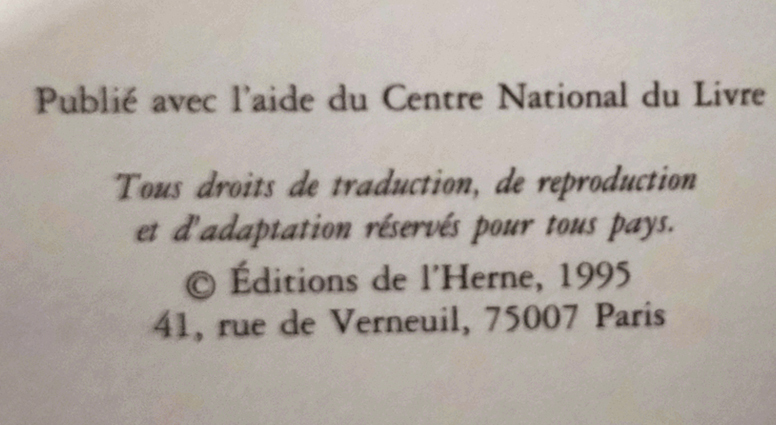 Publié avec l'aide du Centre National du Livre
Tous droits de traduction, de reproduction
et d'adaptation réservés pour tous pays.
© Éditions de l'Herne, 1995
41, rue de Verneuil, 75007 Paris